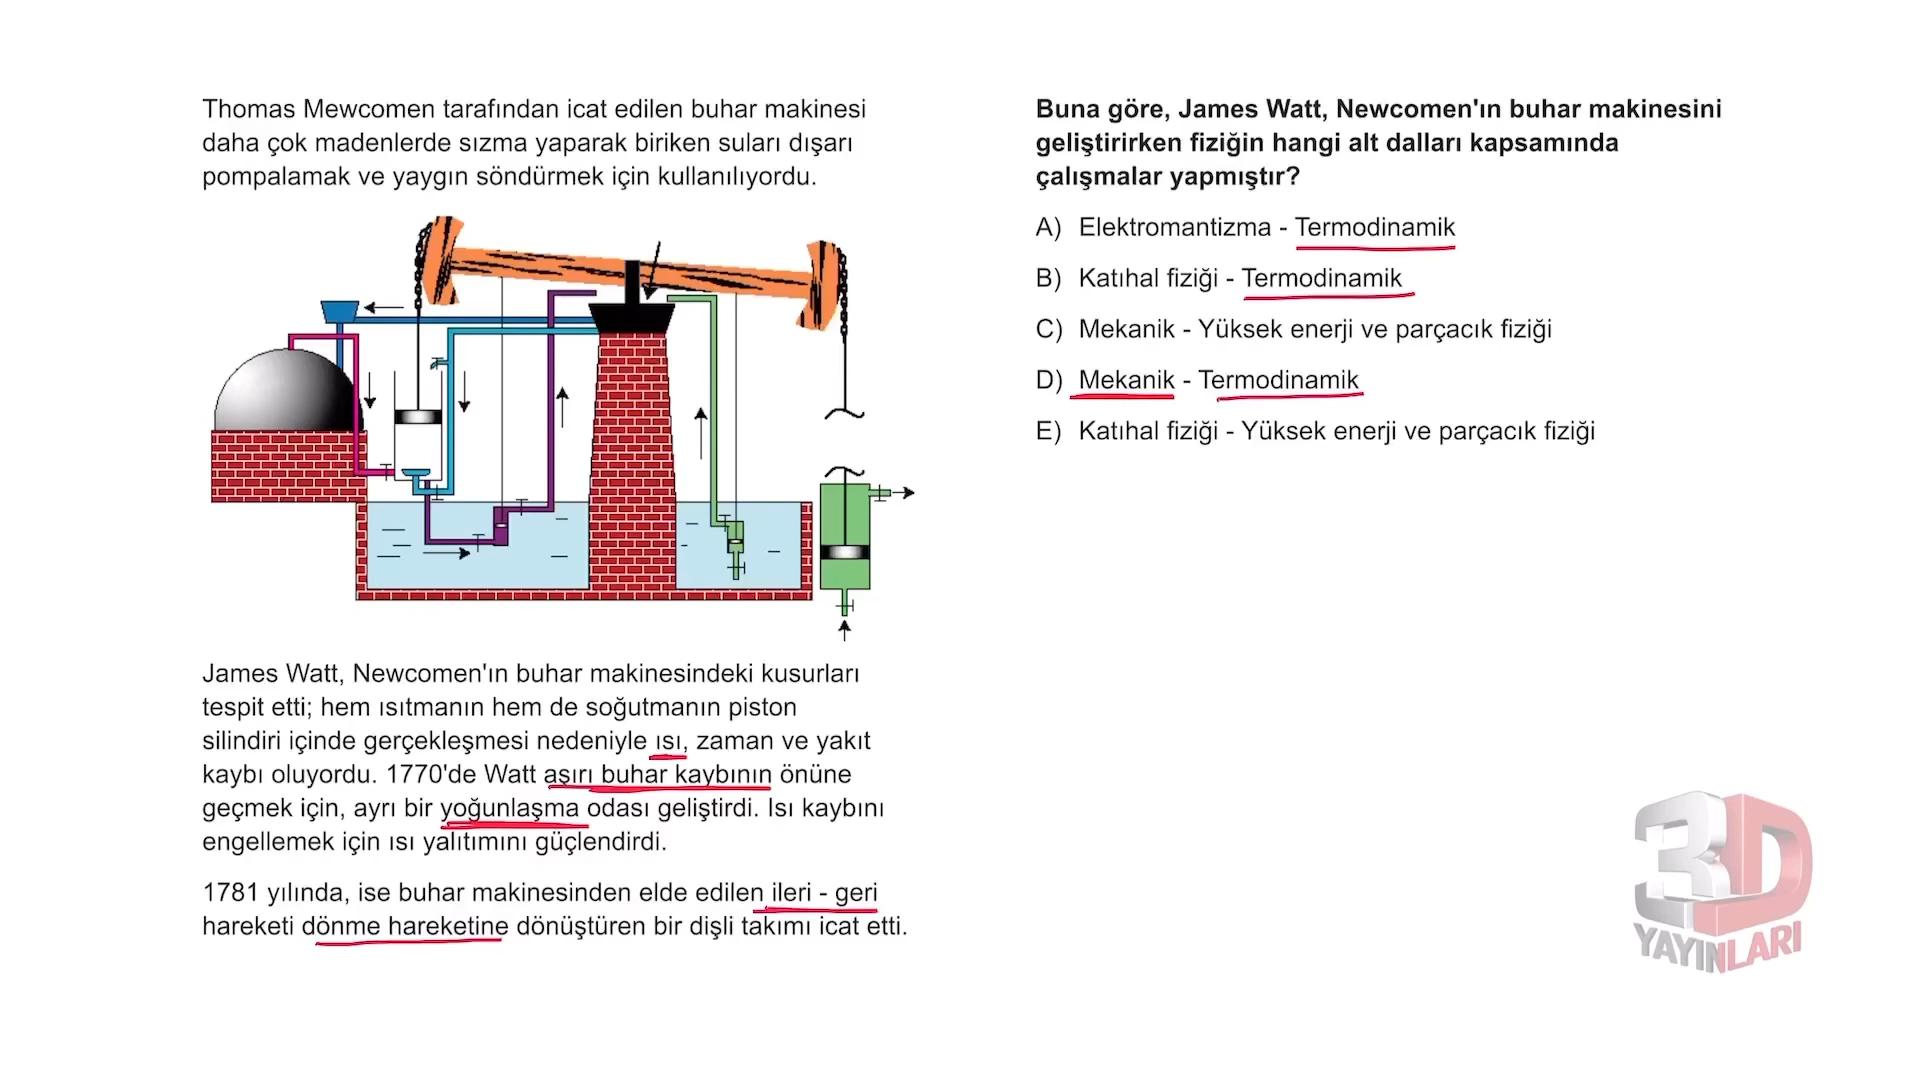 Thomas Mewcomen tarafından icat edilen buhar makinesi
daha çok madenlerde sızma yaparak biriken suları dışarı
pompalamak ve yaygın söndürmek için kullanılıyordu.
James Watt, Newcomen'ın buhar makinesindeki kusurları
tespit etti; hem ısıtmanın hem de soğutmanın piston
silindiri içinde gerçekleşmesi nedeniyle ısı, zaman ve yakıt
kaybı oluyordu. 1770'de Watt aşırı buhar kaybının önüne
geçmek için, ayrı bir yoğunlaşma odası geliştirdi. Isı kaybını
engellemek için ısı yalıtımını güçlendirdi.
1781 yılında, ise buhar makinesinden elde edilen ileri - geri
hareketi dönme hareketine dönüştüren bir dişli takımı icat etti.
Buna göre, James Watt, Newcomen'ın buhar makinesini
geliştirirken fiziğin hangi alt dalları kapsamında
çalışmalar yapmıştır?
A) Elektromantizma - Termodinamik
B) Katıhal fiziği - Termodinamik
C) Mekanik - Yüksek enerji ve parçacık fiziği
D) Mekanik - Termodinamik
E) Katıhal fiziği - Yüksek enerji ve parçacık fiziği
3D
YAYINLARI